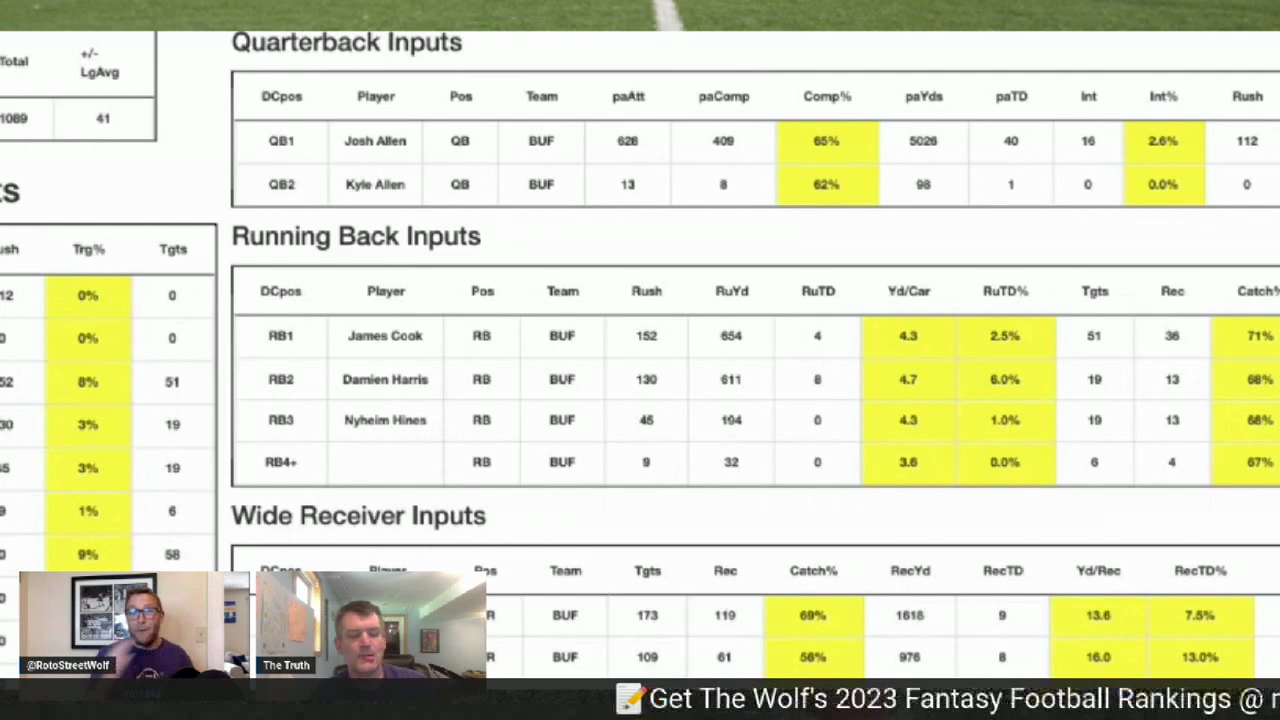 Quarterback Inputs
Total +/- LgAvg
1089 41
DCpos Player Pos Team paAtt paComp Comp% paYds paTD Int Int% Rush
QB1 Josh Allen QB BUF 626 409 65% 5026 40 16 2.6% 112
QB2 Kyle Allen QB BUF 13 8 62% 98 1 0 0.0% 0
Running Back Inputs
Trg% Tgts
0% 0
0% 0
8% 51
3% 19
3% 19
1% 6
9% 58
DCpos Player Pos Team Rush RuYd RuTD Yd/Car RuTD% Tgts Rec Catch%
RB1 James Cook RB BUF 152 654 4 4.3 2.5% 51 36 71%
RB2 Damien Harris RB BUF 130 611 8 4.7 6.0% 19 13 68%
RB3 Nyheim Hines RB BUF 45 194 0 4.3 1.0% 19 13 68%
RB4+ RB BUF 9 32 0 3.6 0.0% 6 4 67%
Wide Receiver Inputs
DCpos Player Pos Team Tgts Rec Catch% RecYd RecTD Yd/Rec RecTD%
BUF 173 119 69% 1618 9 13.6 7.5%
BUF 109 61 56% 976 8 16.0 13.0%
@RotoStreetWolf
The Truth
Get The Wolf's 2023 Fantasy Football Rankings @